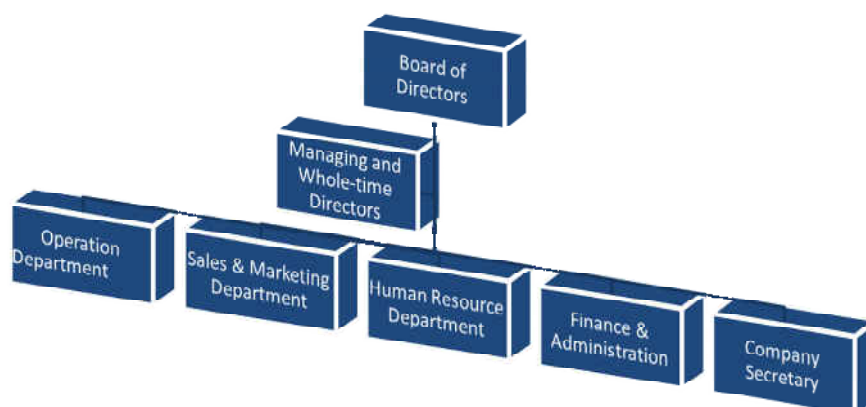 Board of
Directors
Managing and
Whole-time
Directors
Operation
Department
Sales & Marketing
Department
Human Resource
Department
Finance &
Administration
Company
Secretary